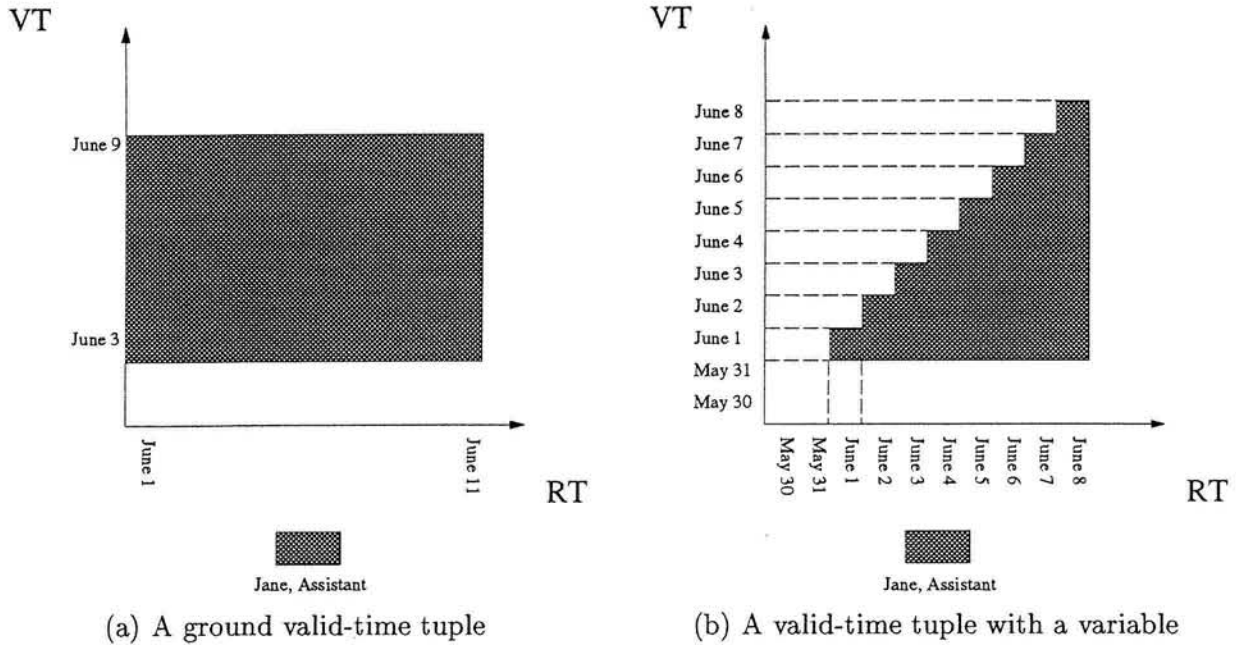 VT
June 9
June 3
June 1
June 11
RT
Jane, Assistant
(a) A ground valid-time tuple
VT
June 8
June 7
June 6
June 5
June 4
June 3
June 2
June 1
May 31
May 30
May 30
May 31
June 1
June 2
June 3
June 4
June 5
June 6
June 7
June 8
RT
Jane, Assistant
(b) A valid-time tuple with a variable